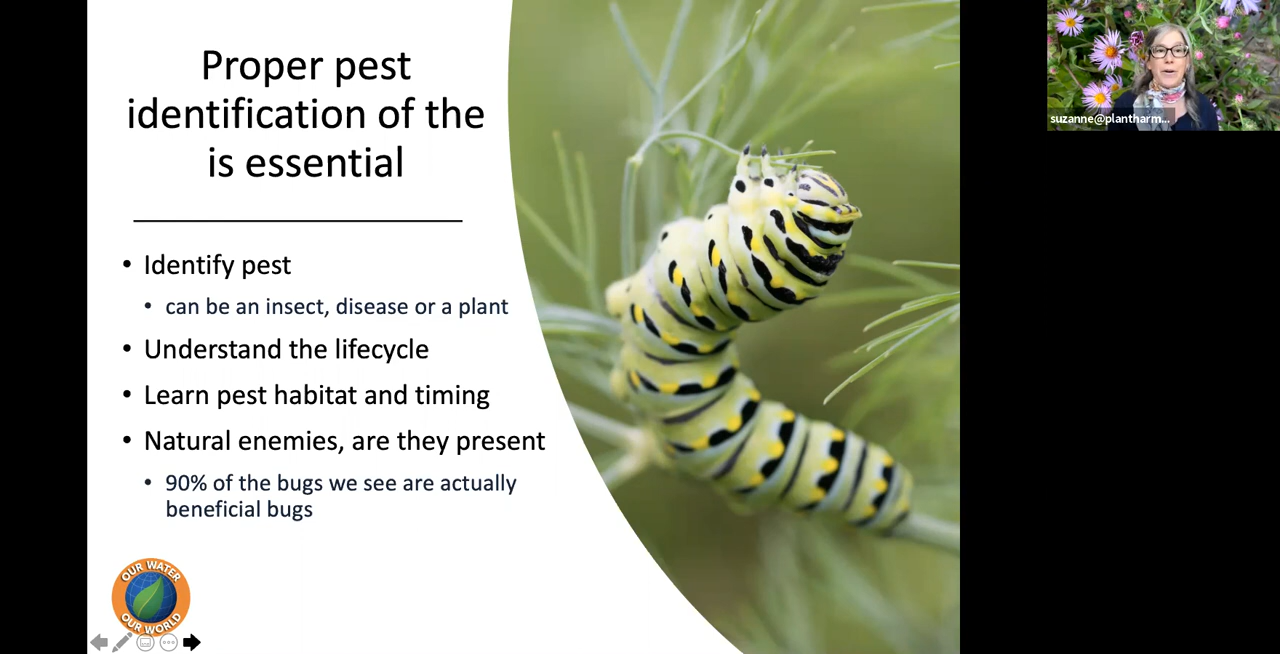 Proper pest
identification of the
is essential
• Identify pest
• can be an insect, disease or a plant
• Understand the lifecycle
• Learn pest habitat and timing
• Natural enemies, are they present
• 90% of the bugs we see are actually
beneficial bugs
OUR WATER
OUR WORLD
suzanne@plantharm...